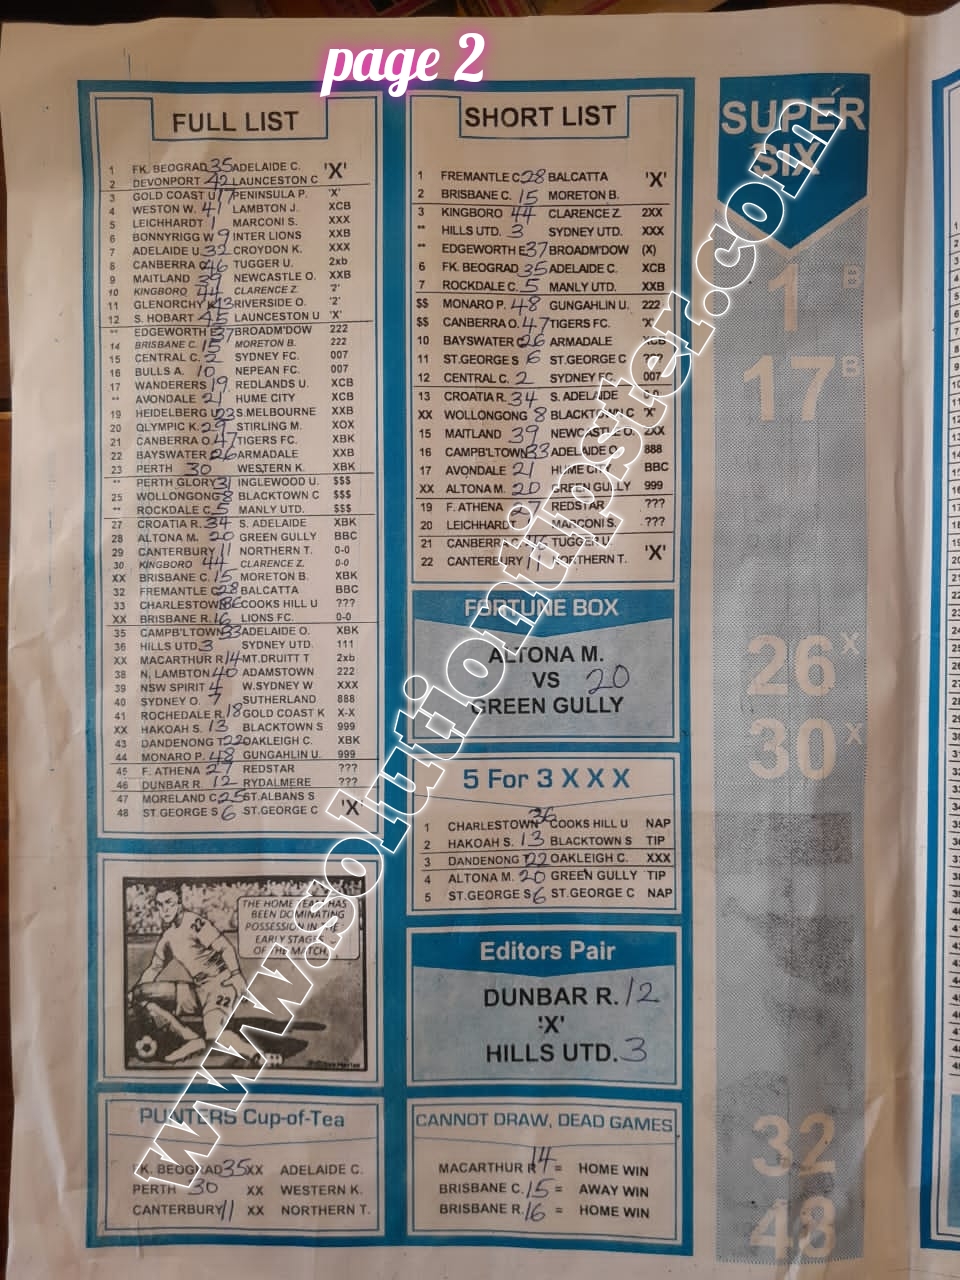 page 2
FULL LIST
1 FK. BEOGRAD 35 ADELAIDE C. 'X'
2 DEVONPORT 42 LAUNCESTON C
3 GOLD COAST U 17 PENINSULA P. 'X'
4 WESTON W. 41 LAMBTON J. XCB
5 LEICHHARDT 1 MARCONI S. XXX
6 BONNYRIGG W 9 INTER LIONS XXB
7 ADELAIDE U. 32 CROYDON K. XXX
8 CANBERRA C 46 TUGGER U. 2xb
9 MAITLAND 39 NEWCASTLE O. XXB
10 KINGBORO 44 CLARENCE Z. '2'
11 GLENORCHY K 43 RIVERSIDE O. '2'
12 S. HOBART 45 LAUNCESTON U 'X'
** EDGEWORTH E 37 BROADM'DOW 222
14 BRISBANE C. 15 MORETON B. 222
15 CENTRAL C. 2 SYDNEY FC. 007
16 BULLS A. 10 NEPEAN FC. 007
17 WANDERERS 19 REDLANDS U. XCB
** AVONDALE 21 HUME CITY XCB
19 HEIDELBERG U 23 S.MELBOURNE XXB
20 OLYMPIC K. 29 STIRLING M. XOX
21 CANBERRA O. 47 TIGERS FC. XBK
22 BAYSWATER 26 ARMADALE XXB
23 PERTH 30 WESTERN K. XBK
** PERTH GLORY 31 INGLEWOOD U. $$$
25 WOLLONGONG 8 BLACKTOWN C $$$
** ROCKDALE C. 5 MANLY UTD. $$$
27 CROATIA R. 34 S. ADELAIDE XBK
28 ALTONA M. 20 GREEN GULLY BBC
29 CANTERBURY 11 NORTHERN T. 0-0
30 KINGBORO 44 CLARENCE Z. 0-0
XX BRISBANE C. 15 MORETON B. XBK
32 FREMANTLE C 28 BALCATTA BBC
33 CHARLESTOWN 36 COOKS HILL U ???
XX BRISBANE R. 16 LIONS FC. 0-0
35 CAMPB'LTOWN 33 ADELAIDE O. XBK
36 HILLS UTD. 3 SYDNEY UTD. 111
XX MACARTHUR R 14 MT.DRUITT T 2xb
38 N. LAMBTON 40 ADAMSTOWN 222
39 NSW SPIRIT 4 W.SYDNEY W XXX
40 SYDNEY O. 7 SUTHERLAND 888
41 ROCHEDALE R. 18 GOLD COAST K X-X
XX HAKOAH S. 13 BLACKTOWN S 999
43 DANDENONG T 22 OAKLEIGH C. XBK
44 MONARO P. 48 GUNGAHLIN U. 999
45 F. ATHENA 27 REDSTAR ???
46 DUNBAR R. 12 RYDALMERE ???
47 MORELAND C 25 ST.ALBANS S 'X'
48 ST.GEORGE S 6 ST.GEORGE C
THE HOME TEAM HAS
BEEN DOMINATING
POSSESSION IN THE
EARLY STAGES
OF THE MATCH.
22
22
PUNTERS Cup-of-Tea
FK. BEOGRAD 35 XX ADELAIDE C.
PERTH 30 XX WESTERN K.
CANTERBURY 11 XX NORTHERN T.
SHORT LIST
1 FREMANTLE C 28 BALCATTA 'X'
2 BRISBANE C. 15 MORETON B.
3 KINGBORO 44 CLARENCE Z. 2XX
** HILLS UTD. 3 SYDNEY UTD. XXX
** EDGEWORTH E 37 BROADM'DOW (X)
6 FK. BEOGRAD 35 ADELAIDE C. XCB
7 ROCKDALE C. 5 MANLY UTD. XXB
$$ MONARO P. 48 GUNGAHLIN U. 222
$$ CANBERRA O. 47 TIGERS FC. 'X'
10 BAYSWATER C 26 ARMADALE XCB
11 ST.GEORGE S 6 ST.GEORGE C ???
12 CENTRAL C. 2 SYDNEY FC. 007
13 CROATIA R. 34 S. ADELAIDE 0-0
XX WOLLONGONG 8 BLACKTOWN C 'X'
15 MAITLAND 39 NEWCASTLE O. 2XX
16 CAMPB'LTOWN 33 ADELAIDE O. 888
17 AVONDALE 21 HUME CITY BBC
XX ALTONA M. 20 GREEN GULLY 999
19 F. ATHENA 27 REDSTAR ???
20 LEICHHARDT 1 MARCONI S. ???
21 CANBERRA C 46 TUGGER U. 'X'
22 CANTERBURY 11 NORTHERN T.
FORTUNE BOX
ALTONA M.
VS 20
GREEN GULLY
5 For 3 X X X
1 CHARLESTOWN 36 COOKS HILL U NAP
2 HAKOAH S. 13 BLACKTOWN S TIP
3 DANDENONG T 22 OAKLEIGH C. XXX
4 ALTONA M. 20 GREEN GULLY TIP
5 ST.GEORGE S 6 ST.GEORGE C NAP
Editors Pair
DUNBAR R. 12
'X'
HILLS UTD. 3
CANNOT DRAW, DEAD GAMES
MACARTHUR R 14 = HOME WIN
BRISBANE C. 15 = AWAY WIN
BRISBANE R. 16 = HOME WIN
SUPER
SIX
1 B
17 B
26 X
30 X
32
48
www.solutiontipster.com